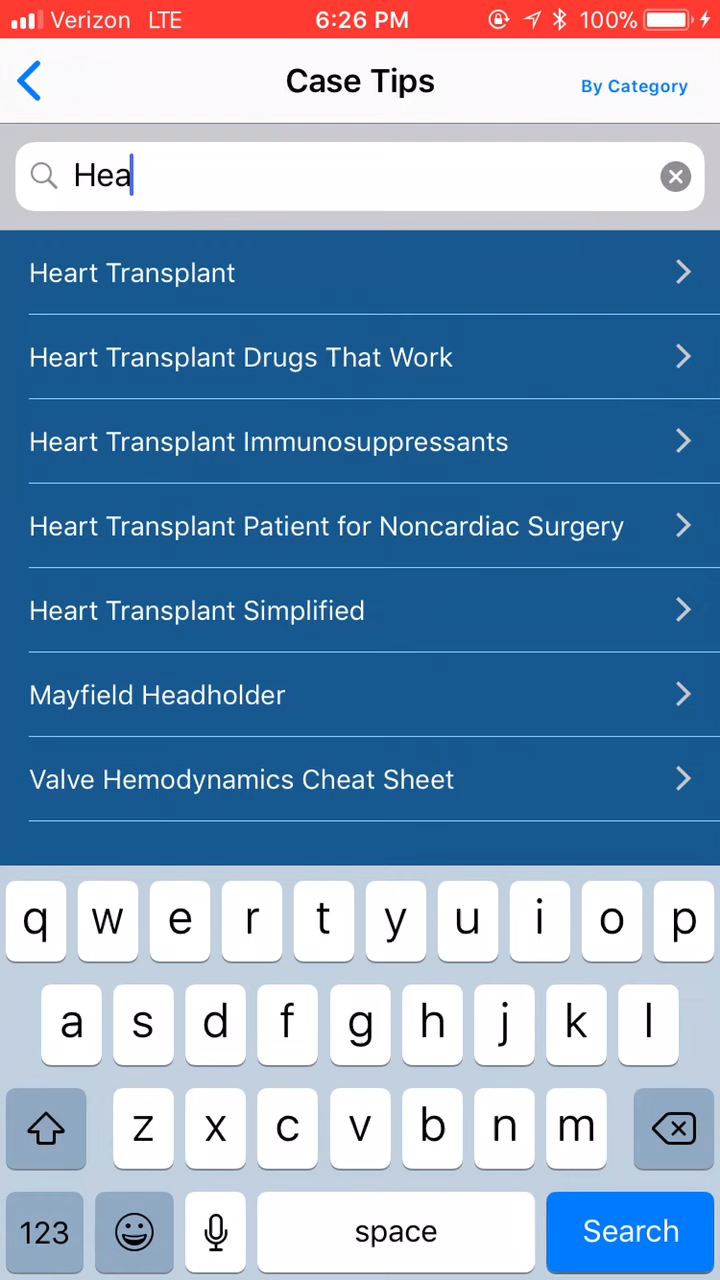 Verizon LTE 6:26 PM 100%
Case Tips By Category
Hea
Heart Transplant
Heart Transplant Drugs That Work
Heart Transplant Immunosuppressants
Heart Transplant Patient for Noncardiac Surgery
Heart Transplant Simplified
Mayfield Headholder
Valve Hemodynamics Cheat Sheet
q w e r t y u i o p
a s d f g h j k l
z x c v b n m
123 space Search